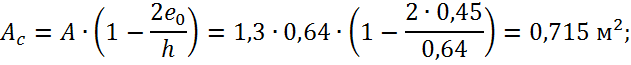 A_c = A · (1 − 2e_0/h) = 1,3 · 0,64 · (1 − 2 · 0,45/0,64) = 0,715 м²;